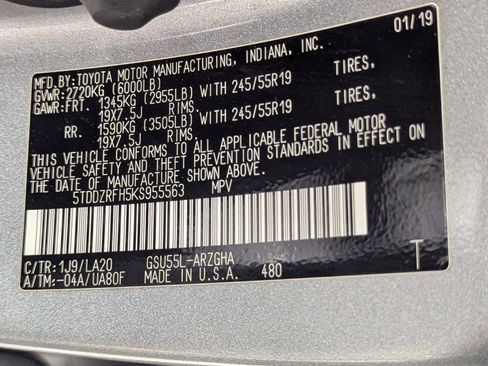 MFD.BY:TOYOTA MOTOR MANUFACTURING, INDIANA, INC. 01/19
GVWR:2720KG (6000LB)
GAWR:FRT. 1345KG (2955LB) WITH 245/55R19 TIRES,
19X7.5J RIMS,
RR. 1590KG (3505LB) WITH 245/55R19 TIRES,
19X7.5J RIMS,
THIS VEHICLE CONFORMS TO ALL APPLICABLE FEDERAL MOTOR
VEHICLE SAFETY AND THEFT PREVENTION STANDARDS IN EFFECT ON
THE DATE OF MANUFACTURE SHOWN ABOVE.
5TDDZRFH5KS955563 MPV
C/TR:1J9/LA20 GSU55L-ARZGHA T
A/TM:-04A/UA80F MADE IN U.S.A. 480